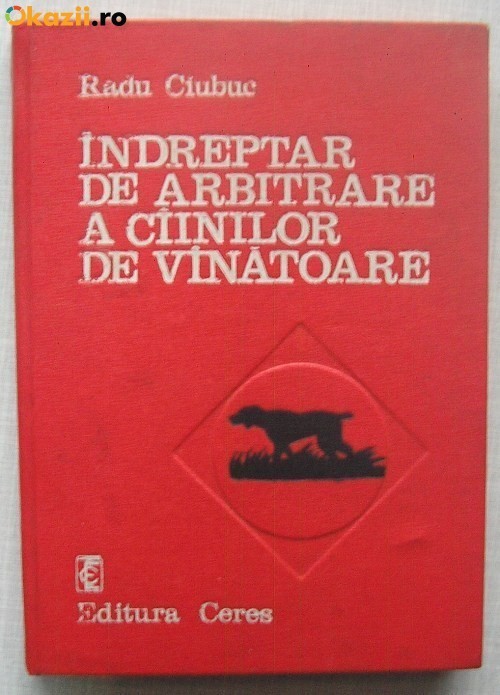 Okazii.ro
Radu Ciubuc
ÎNDREPTAR
DE ARBITRARE
A CÎINILOR
DE VÎNĂTOARE
Editura Ceres